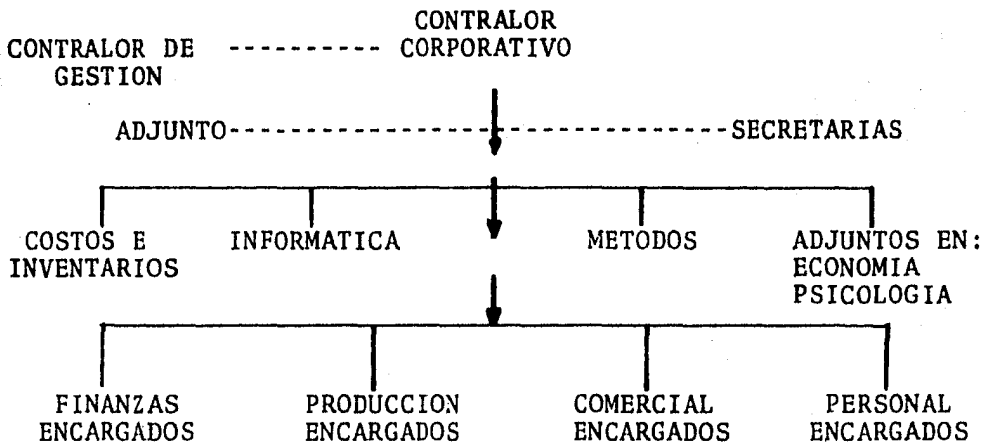 CONTRALOR
CONTRALOR DE ---------- CORPORATIVO
GESTION
ADJUNTO------------------------------SECRETARIAS
COSTOS E
INVENTARIOS
INFORMATICA
METODOS
ADJUNTOS EN:
ECONOMIA
PSICOLOGIA
FINANZAS
ENCARGADOS
PRODUCCION
ENCARGADOS
COMERCIAL
ENCARGADOS
PERSONAL
ENCARGADOS